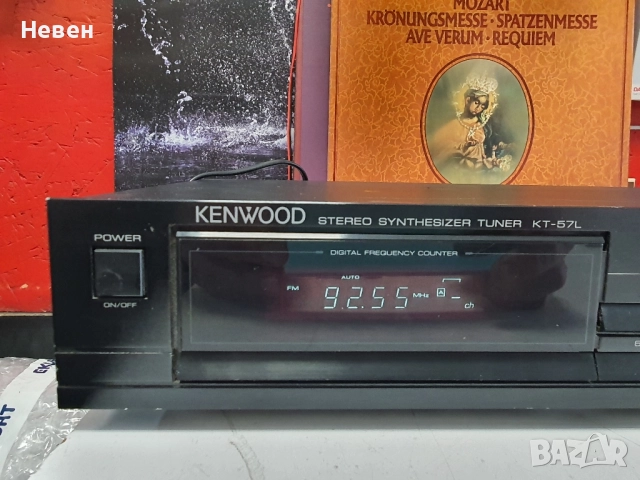 Невен
MOZART
KRÖNUNGSMESSE · SPATZENMESSE
AVE VERUM · REQUIEM
KENWOOD STEREO SYNTHESIZER TUNER KT-57L
POWER
DIGITAL FREQUENCY COUNTER
AUTO
FM 92.55 MHz A - ch
ON/OFF
BAZAR